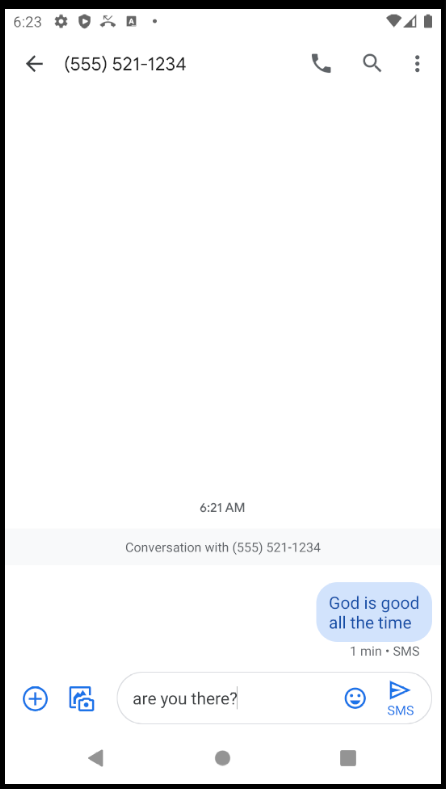 6:23
(555) 521-1234
6:21 AM
Conversation with (555) 521-1234
God is good
all the time
1 min • SMS
are you there?
SMS